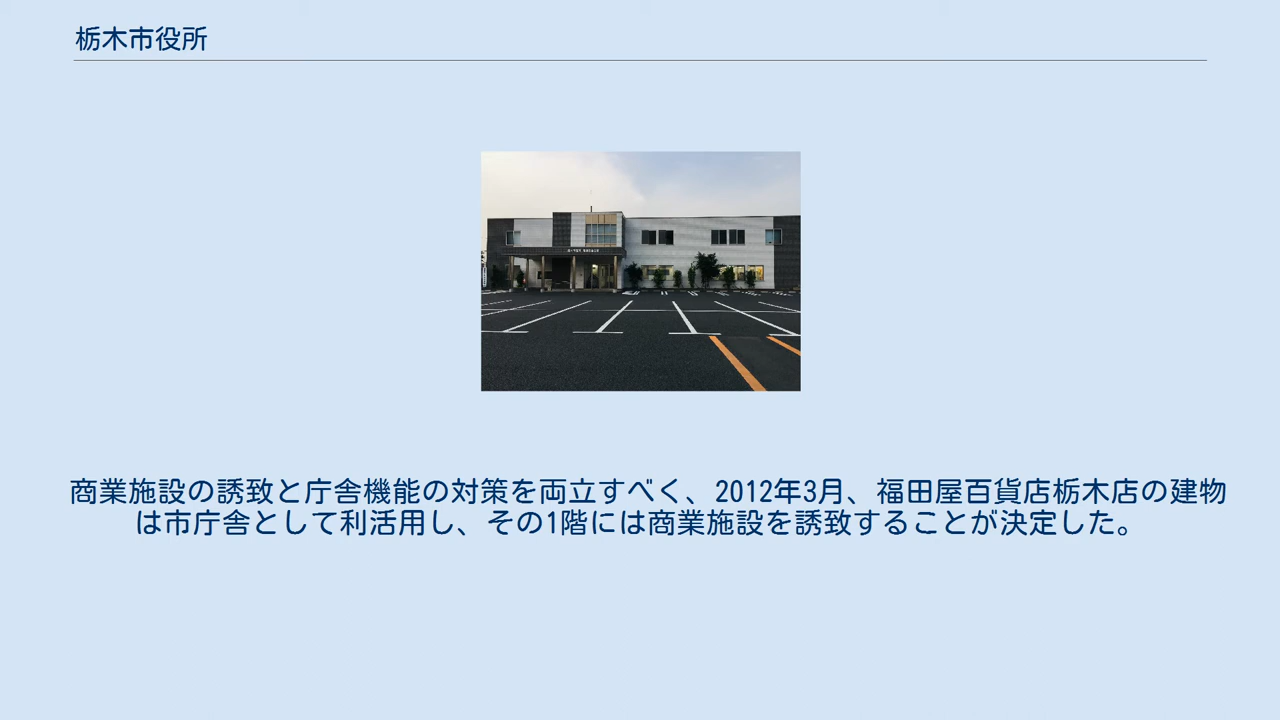 栃木市役所
商業施設の誘致と庁舎機能の対策を両立すべく、2012年3月、福田屋百貨店栃木店の建物
は市庁舎として利活用し、その1階には商業施設を誘致することが決定した。